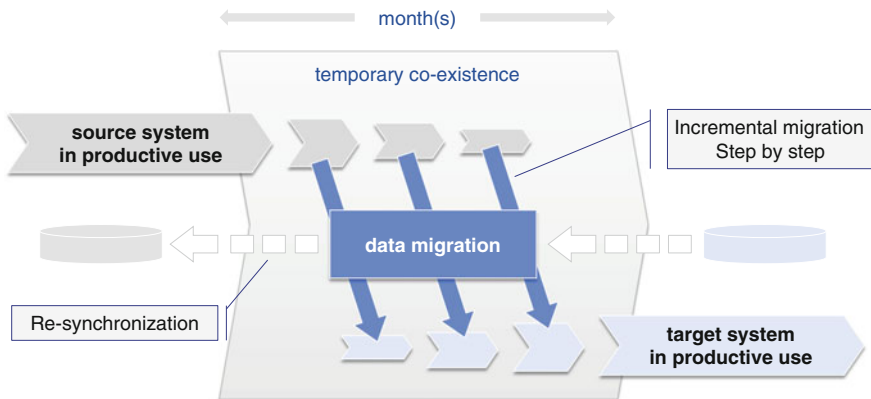 month(s)
temporary co-existence
source system
in productive use
Incremental migration
Step by step
data migration
Re-synchronization
target system
in productive use